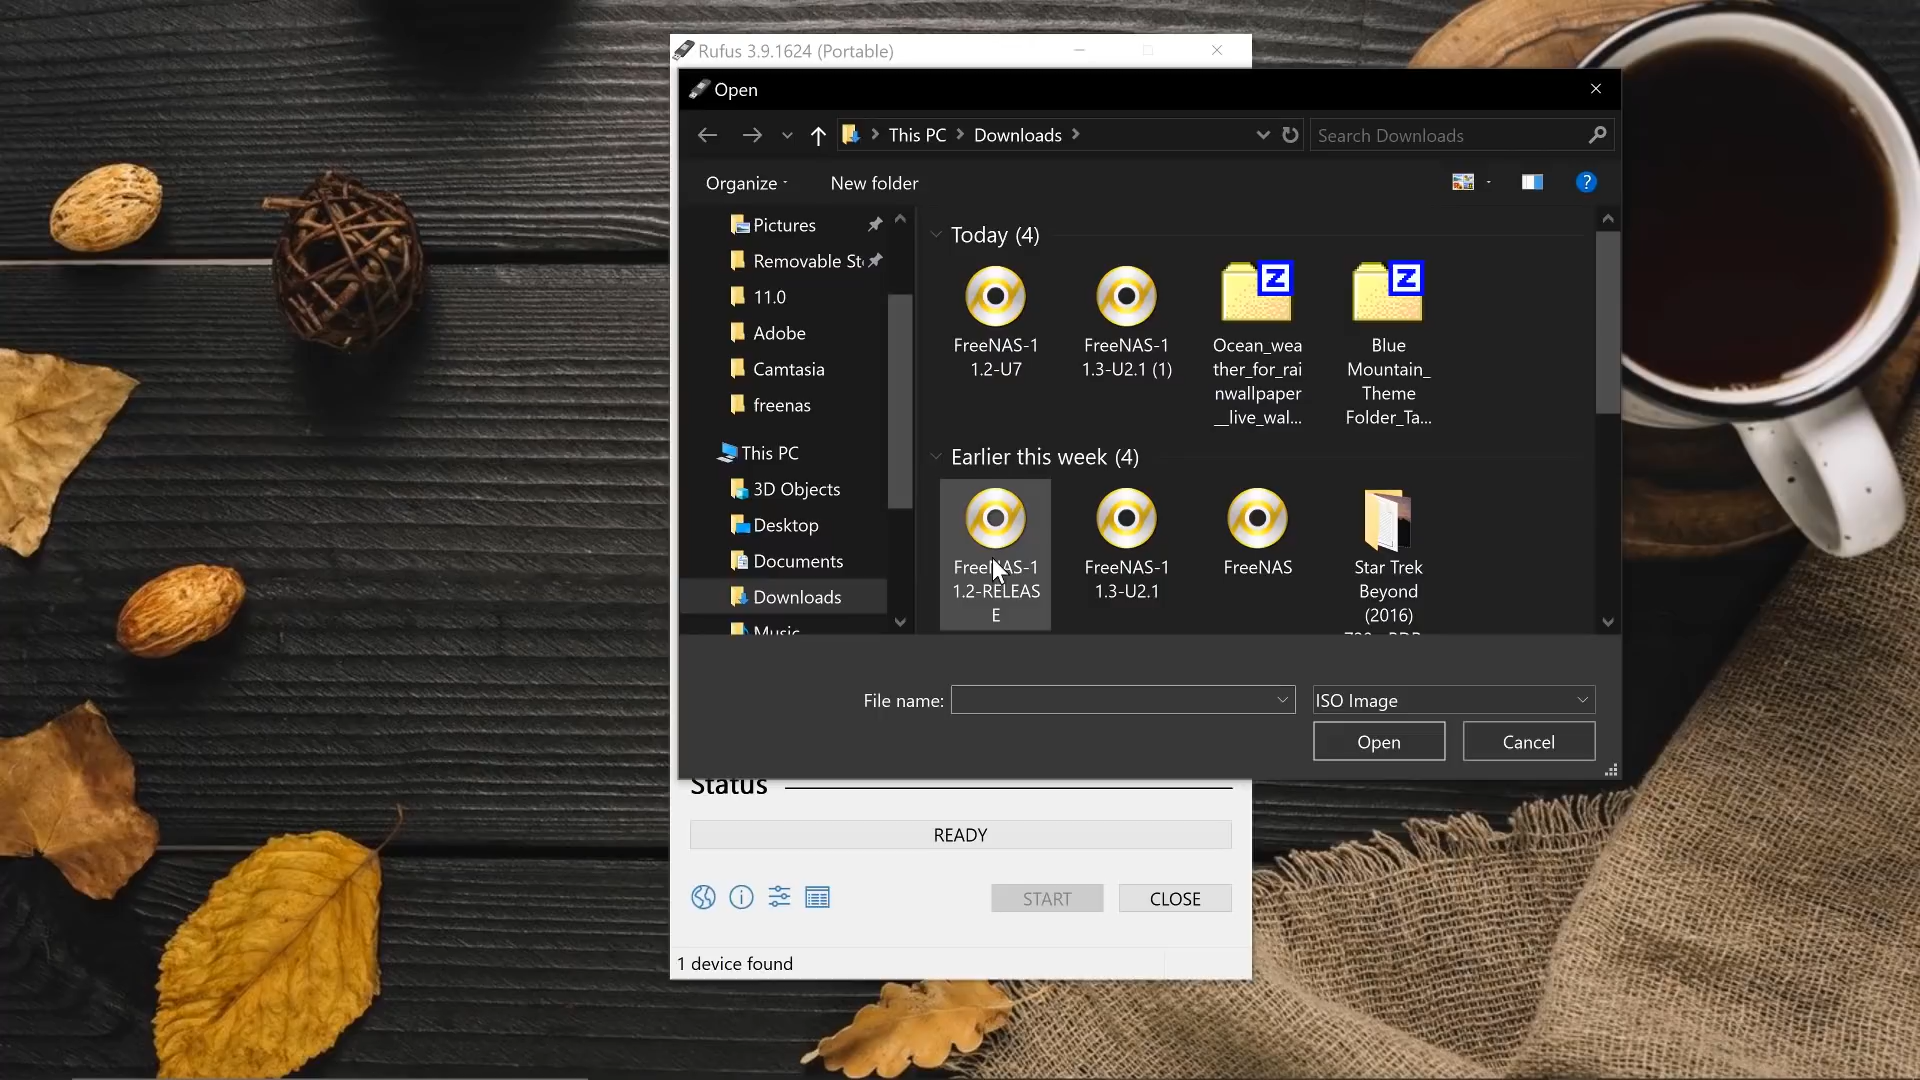 Rufus 3.9.1624 (Portable)
Open
This PC
Downloads
Search Downloads
Organize
New folder
?
Pictures
Removable St
11.0
Adobe
Camtasia
freenas
This PC
3D Objects
Desktop
Documents
Downloads
Music
Today (4)
FreeNAS-1
1.2-U7
FreeNAS-1
1.3-U2.1 (1)
Z
Ocean_wea
ther_for_rai
nwallpaper
__live_wal...
Z
Blue
Mountain_
Theme
Folder_Ta...
Earlier this week (4)
FreeNAS-1
1.2-RELEAS
E
FreeNAS-1
1.3-U2.1
FreeNAS
Star Trek
Beyond
(2016)
File name:
ISO Image
Open
Cancel
Status
READY
START
CLOSE
1 device found